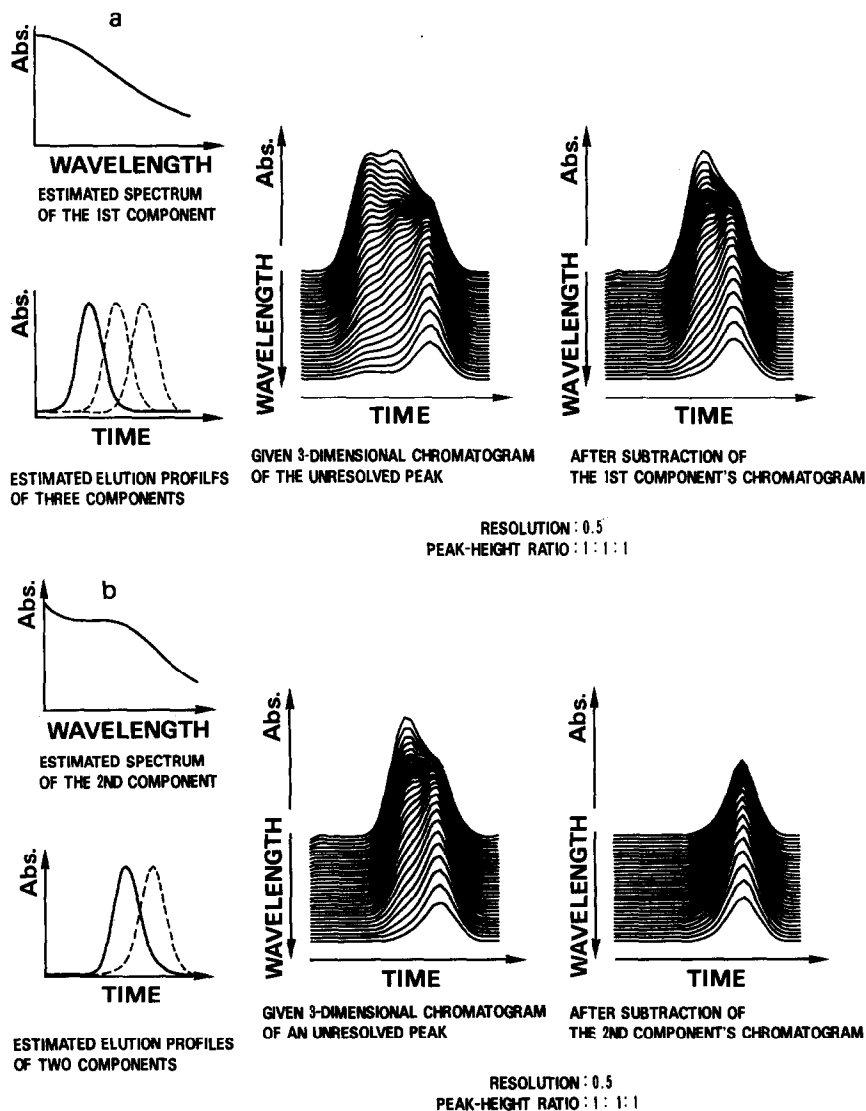 a
Abs.
WAVELENGTH
ESTIMATED SPECTRUM
OF THE 1ST COMPONENT
Abs.
TIME
ESTIMATED ELUTION PROFILFS
OF THREE COMPONENTS
Abs.
WAVELENGTH
TIME
GIVEN 3-DIMENSIONAL CHROMATOGRAM
OF THE UNRESOLVED PEAK
Abs.
WAVELENGTH
TIME
AFTER SUBTRACTION OF
THE 1ST COMPONENT'S CHROMATOGRAM
RESOLUTION : 0.5
PEAK-HEIGHT RATIO : 1 : 1 : 1
b
Abs.
WAVELENGTH
ESTIMATED SPECTRUM
OF THE 2ND COMPONENT
Abs.
TIME
ESTIMATED ELUTION PROFILES
OF TWO COMPONENTS
Abs.
WAVELENGTH
TIME
GIVEN 3-DIMENSIONAL CHROMATOGRAM
OF AN UNRESOLVED PEAK
Abs.
WAVELENGTH
TIME
AFTER SUBTRACTION OF
THE 2ND COMPONENT'S CHROMATOGRAM
RESOLUTION : 0.5
PEAK-HEIGHT RATIO : 1 : 1 : 1